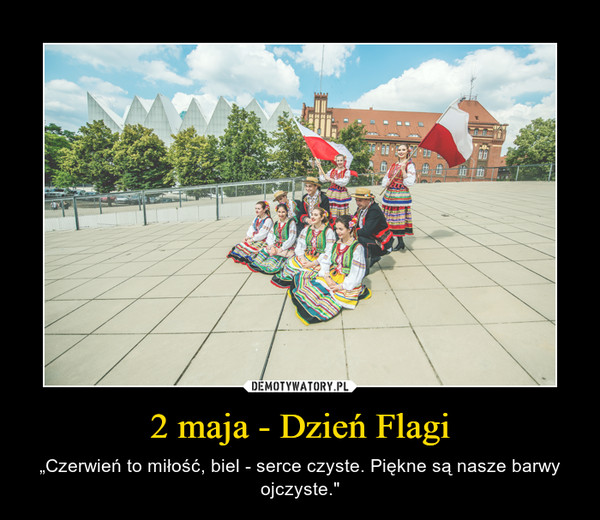 DEMOTYWATORY.PL
2 maja - Dzień Flagi
„Czerwień to miłość, biel - serce czyste. Piękne są nasze barwy
ojczyste."